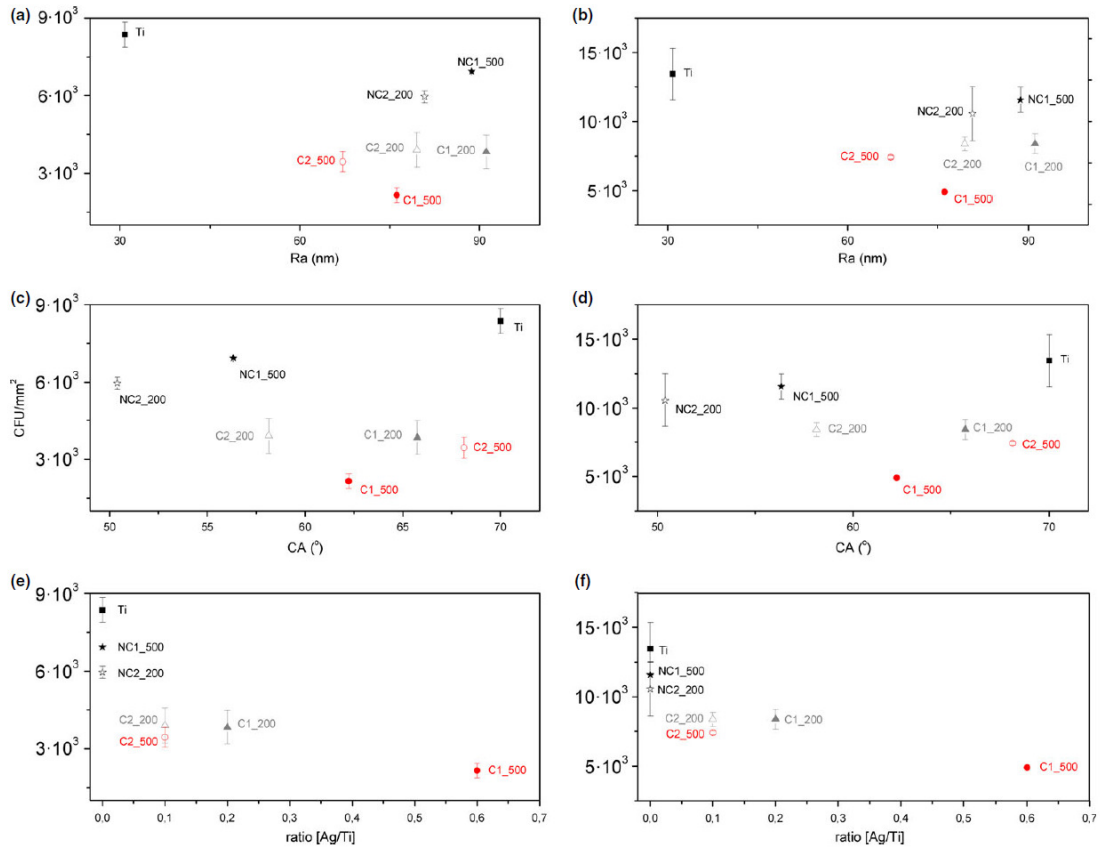 (a)
9·10³
6·10³
3·10³
Ti
NC1_500
NC2_200
C2_200
C1_200
C2_500
C1_500
30
60
90
Ra (nm)
(b)
15·10³
10·10³
5·10³
Ti
NC1_500
NC2_200
C2_500
C2_200
C1_200
C1_500
30
60
90
Ra (nm)
(c)
CFU/mm²
9·10³
6·10³
3·10³
Ti
NC1_500
NC2_200
C2_200
C1_200
C2_500
C1_500
50
55
60
65
70
CA (°)
(d)
15·10³
10·10³
5·10³
Ti
NC1_500
NC2_200
C2_200
C1_200
C2_500
C1_500
50
60
70
CA (°)
(e)
9·10³
6·10³
3·10³
Ti
NC1_500
NC2_200
C2_200
C1_200
C2_500
C1_500
0,0
0,1
0,2
0,3
0,4
0,5
0,6
0,7
ratio [Ag/Ti]
(f)
15·10³
10·10³
5·10³
Ti
NC1_500
NC2_200
C2_200
C1_200
C2_500
C1_500
0.0
0,1
0,2
0,3
0,4
0,5
0,6
0,7
ratio [Ag/Ti]